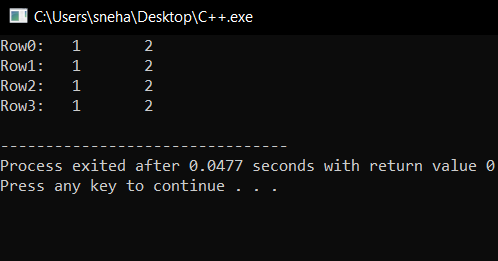 C:\Users\sneha\Desktop\C++.exe
Row0:   1       2
Row1:   1       2
Row2:   1       2
Row3:   1       2
--------------------------------
Process exited after 0.0477 seconds with return value 0
Press any key to continue . . .